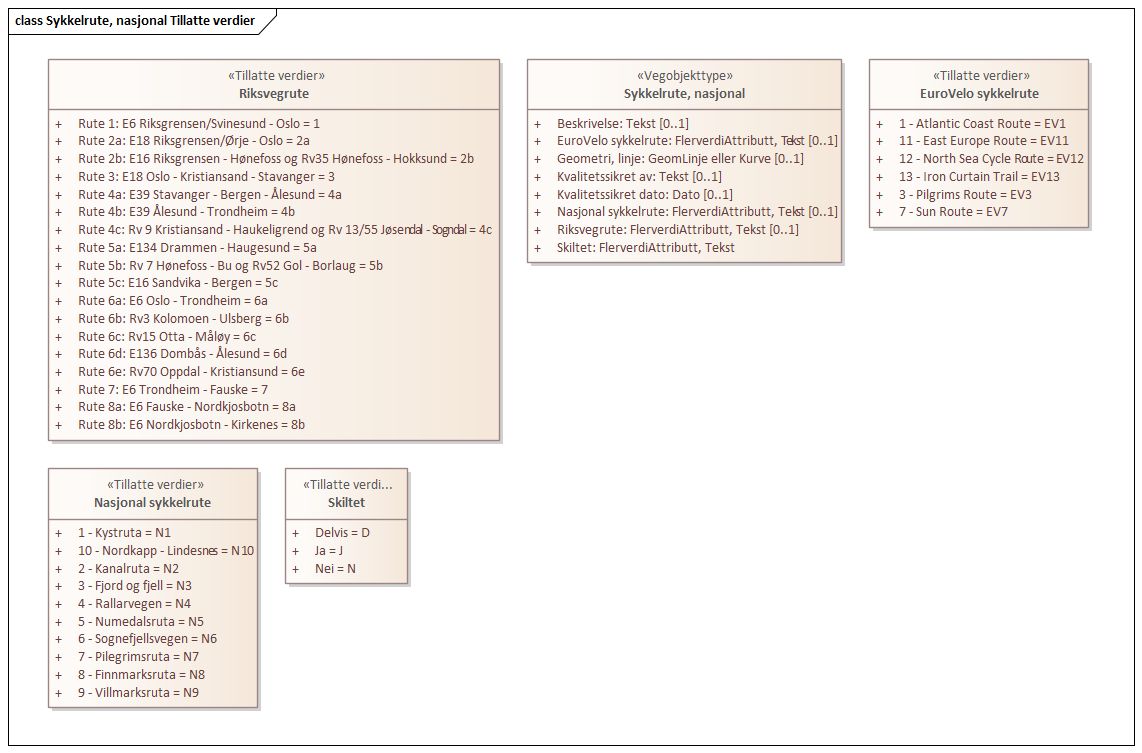 class Sykkelrute, nasjonal Tillatte verdier
«Tillatte verdier»
Riksvegrute
+ Rute 1: E6 Riksgrensen/Svinesund - Oslo = 1
+ Rute 2a: E18 Riksgrensen/Ørje - Oslo = 2a
+ Rute 2b: E16 Riksgrensen - Hønefoss og Rv35 Hønefoss - Hokksund = 2b
+ Rute 3: E18 Oslo - Kristiansand - Stavanger = 3
+ Rute 4a: E39 Stavanger - Bergen - Ålesund = 4a
+ Rute 4b: E39 Ålesund - Trondheim = 4b
+ Rute 4c: Rv 9 Kristiansand - Haukeligrend og Rv 13/55 Jøsendal - Sogndal = 4c
+ Rute 5a: E134 Drammen - Haugesund = 5a
+ Rute 5b: Rv 7 Hønefoss - Bu og Rv52 Gol - Borlaug = 5b
+ Rute 5c: E16 Sandvika - Bergen = 5c
+ Rute 6a: E6 Oslo - Trondheim = 6a
+ Rute 6b: Rv3 Kolomoen - Ulsberg = 6b
+ Rute 6c: Rv15 Otta - Måløy = 6c
+ Rute 6d: E136 Dombås - Ålesund = 6d
+ Rute 6e: Rv70 Oppdal - Kristiansund = 6e
+ Rute 7: E6 Trondheim - Fauske = 7
+ Rute 8a: E6 Fauske - Nordkjosbotn = 8a
+ Rute 8b: E6 Nordkjosbotn - Kirkenes = 8b
«Vegobjekttype»
Sykkelrute, nasjonal
+ Beskrivelse: Tekst [0..1]
+ EuroVelo sykkelrute: FlerverdiAttributt, Tekst [0..1]
+ Geometri, linje: GeomLinje eller Kurve [0..1]
+ Kvalitetssikret av: Tekst [0..1]
+ Kvalitetssikret dato: Dato [0..1]
+ Nasjonal sykkelrute: FlerverdiAttributt, Tekst [0..1]
+ Riksvegrute: FlerverdiAttributt, Tekst [0..1]
+ Skiltet: FlerverdiAttributt, Tekst
«Tillatte verdier»
EuroVelo sykkelrute
+ 1 - Atlantic Coast Route = EV1
+ 11 - East Europe Route = EV11
+ 12 - North Sea Cycle Route = EV12
+ 13 - Iron Curtain Trail = EV13
+ 3 - Pilgrims Route = EV3
+ 7 - Sun Route = EV7
«Tillatte verdier»
Nasjonal sykkelrute
+ 1 - Kystruta = N1
+ 10 - Nordkapp - Lindesnes = N10
+ 2 - Kanalruta = N2
+ 3 - Fjord og fjell = N3
+ 4 - Rallarvegen = N4
+ 5 - Numedalsruta = N5
+ 6 - Sognefjellsvegen = N6
+ 7 - Pilegrimsruta = N7
+ 8 - Finnmarksruta = N8
+ 9 - Villmarksruta = N9
«Tillatte verdi...
Skiltet
+ Delvis = D
+ Ja = J
+ Nei = N